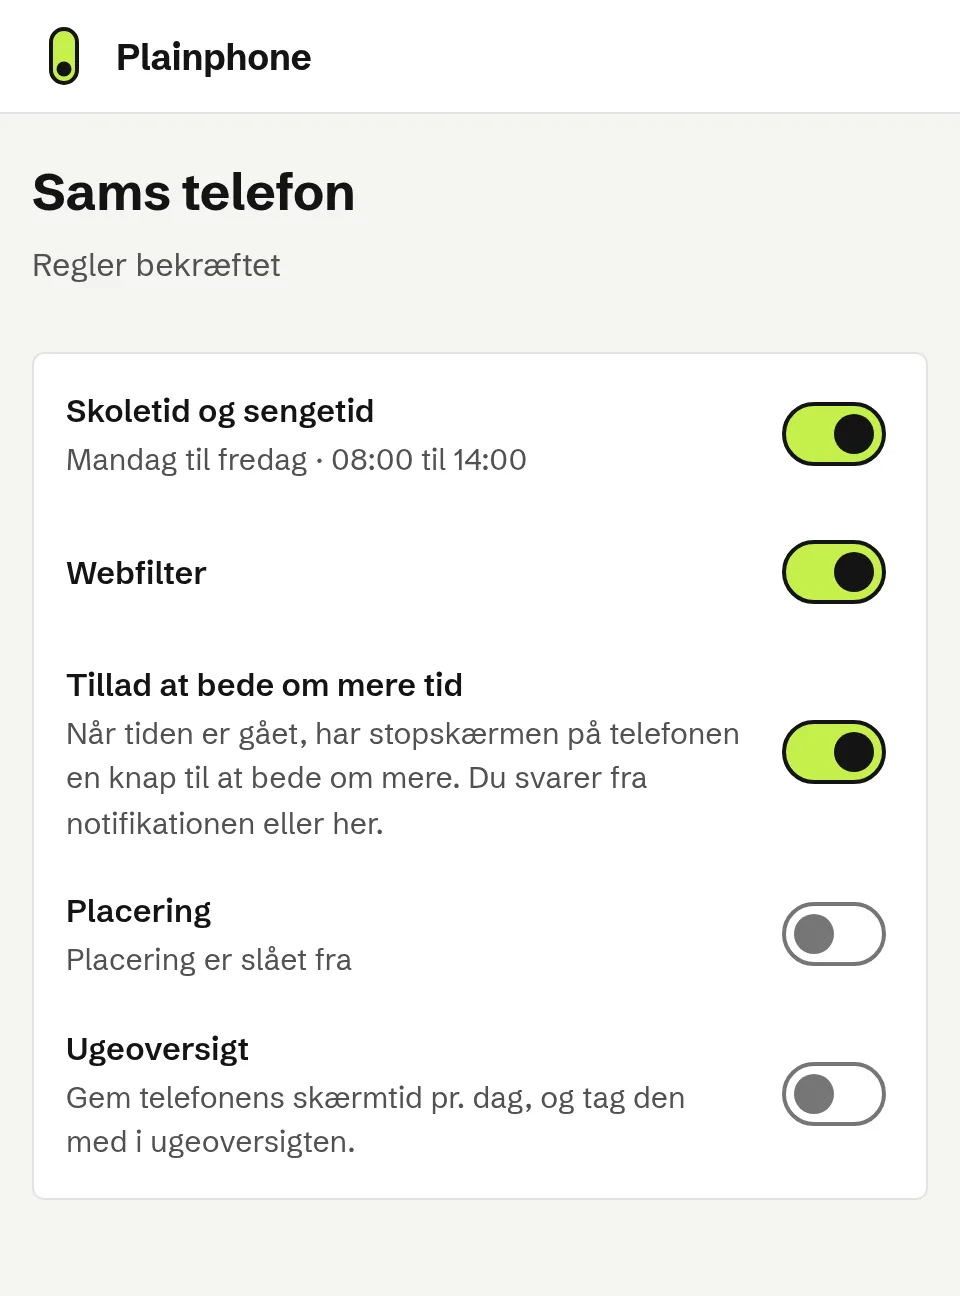 Plainphone
Sams telefon
Regler bekræftet
Skoletid og sengetid
Mandag til fredag · 08:00 til 14:00
Webfilter
Tillad at bede om mere tid
Når tiden er gået, har stopskærmen på telefonen
en knap til at bede om mere. Du svarer fra
notifikationen eller her.
Placering
Placering er slået fra
Ugeoversigt
Gem telefonens skærmtid pr. dag, og tag den
med i ugeoversigten.